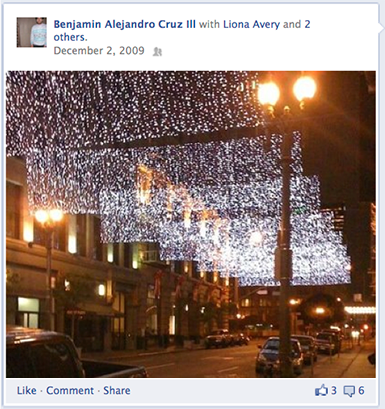 Benjamin Alejandro Cruz III with Liona Avery and 2
others.
December 2, 2009
Like · Comment · Share 3 6